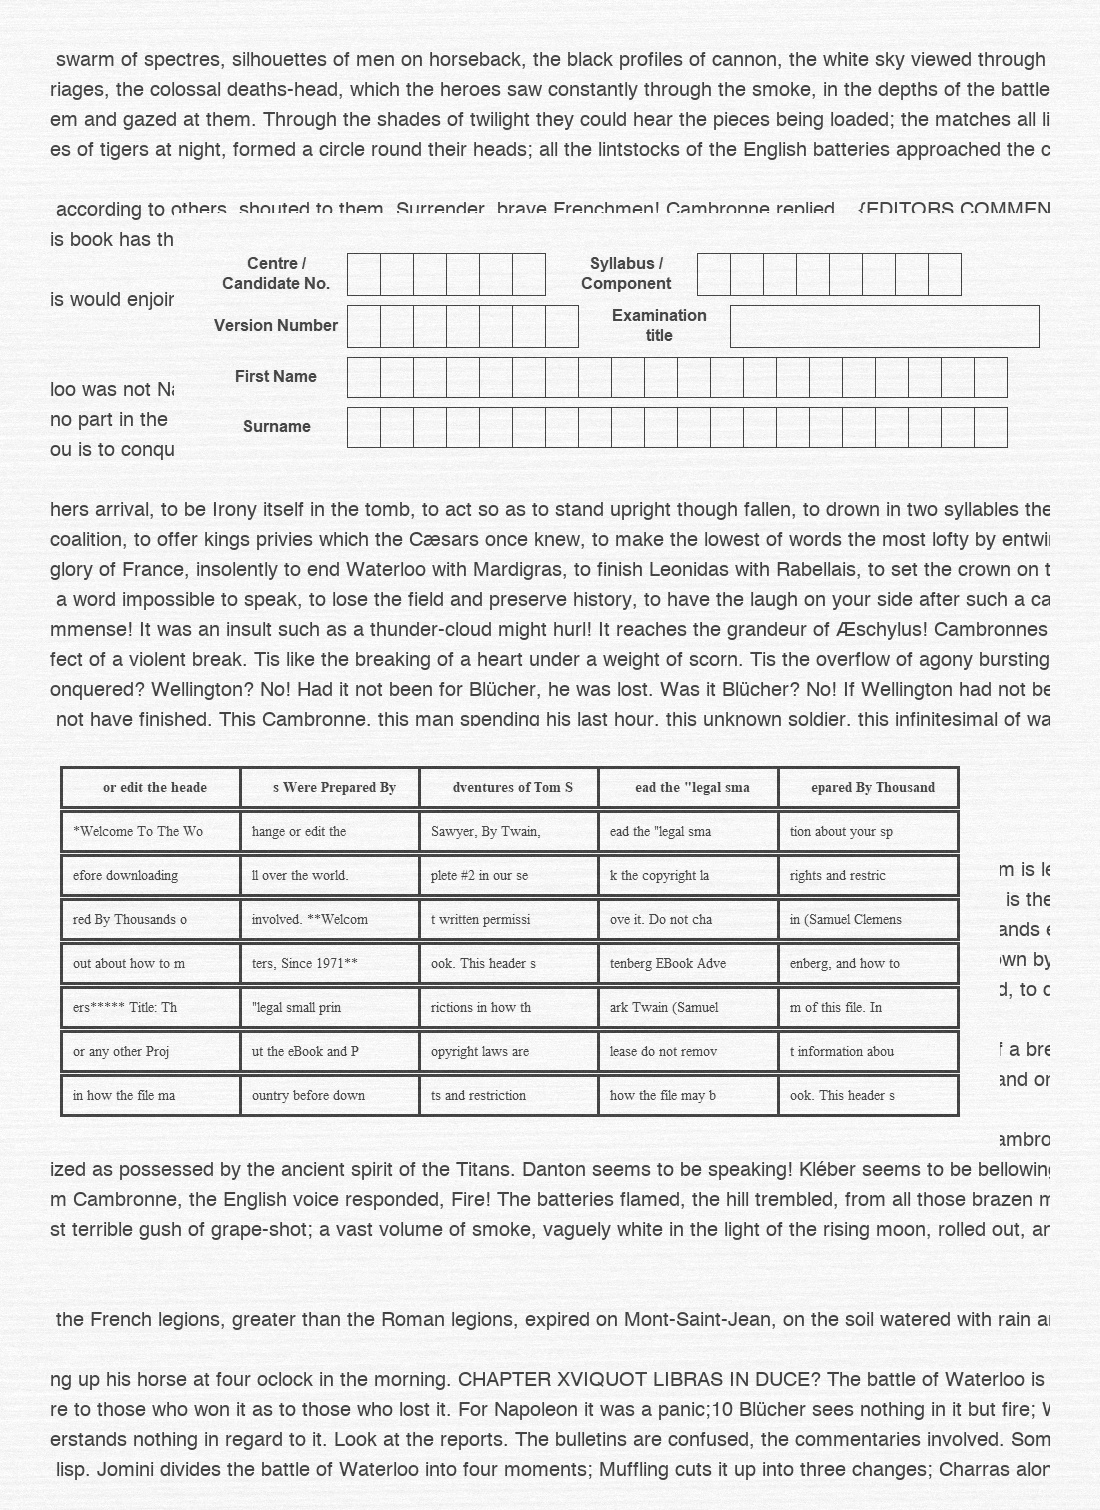 swarm of spectres, silhouettes of men on horseback, the black profiles of cannon, the white sky viewed through
riages, the colossal deaths-head, which the heroes saw constantly through the smoke, in the depths of the battle
em and gazed at them. Through the shades of twilight they could hear the pieces being loaded; the matches all li
es of tigers at night, formed a circle round their heads; all the lintstocks of the English batteries approached the c
according to others, shouted to them, Surrender, brave Frenchmen! Cambronne replied, {EDITORS COMMEN
is book has th
Centre / Candidate No.
Syllabus / Component
is would enjoin
Version Number
Examination title
First Name
loo was not Na
no part in the
Surname
ou is to conqu
hers arrival, to be Irony itself in the tomb, to act so as to stand upright though fallen, to drown in two syllables the
coalition, to offer kings privies which the Cæsars once knew, to make the lowest of words the most lofty by entwi
glory of France, insolently to end Waterloo with Mardigras, to finish Leonidas with Rabellais, to set the crown on t
a word impossible to speak, to lose the field and preserve history, to have the laugh on your side after such a ca
mmense! It was an insult such as a thunder-cloud might hurl! It reaches the grandeur of Æschylus! Cambronnes
fect of a violent break. Tis like the breaking of a heart under a weight of scorn. Tis the overflow of agony bursting
onquered? Wellington? No! Had it not been for Blücher, he was lost. Was it Blücher? No! If Wellington had not be
not have finished. This Cambronne, this man spending his last hour, this unknown soldier, this infinitesimal of wa
or edit the heade s Were Prepared By dventures of Tom S ead the "legal sma epared By Thousand
*Welcome To The Wo hange or edit the Sawyer, By Twain, ead the "legal sma tion about your sp
efore downloading ll over the world. plete #2 in our se k the copyright la rights and restric
m is le
is the
red By Thousands o involved. **Welcom t written permissi ove it. Do not cha in (Samuel Clemens
ands e
out about how to m ters, Since 1971** ook. This header s tenberg EBook Adve enberg, and how to
own by
ers***** Title: Th "legal small prin rictions in how th ark Twain (Samuel m of this file. In
d, to c
or any other Proj ut the eBook and P opyright laws are lease do not remov t information abou
f a bre
in how the file ma ountry before down ts and restriction how the file may b ook. This header s
and or
ambro
ized as possessed by the ancient spirit of the Titans. Danton seems to be speaking! Kléber seems to be bellowing
m Cambronne, the English voice responded, Fire! The batteries flamed, the hill trembled, from all those brazen m
st terrible gush of grape-shot; a vast volume of smoke, vaguely white in the light of the rising moon, rolled out, an
the French legions, greater than the Roman legions, expired on Mont-Saint-Jean, on the soil watered with rain a
ng up his horse at four oclock in the morning. CHAPTER XVIQUOT LIBRAS IN DUCE? The battle of Waterloo is
re to those who won it as to those who lost it. For Napoleon it was a panic;10 Blücher sees nothing in it but fire; W
erstands nothing in regard to it. Look at the reports. The bulletins are confused, the commentaries involved. Som
lisp. Jomini divides the battle of Waterloo into four moments; Muffling cuts it up into three changes; Charras alon